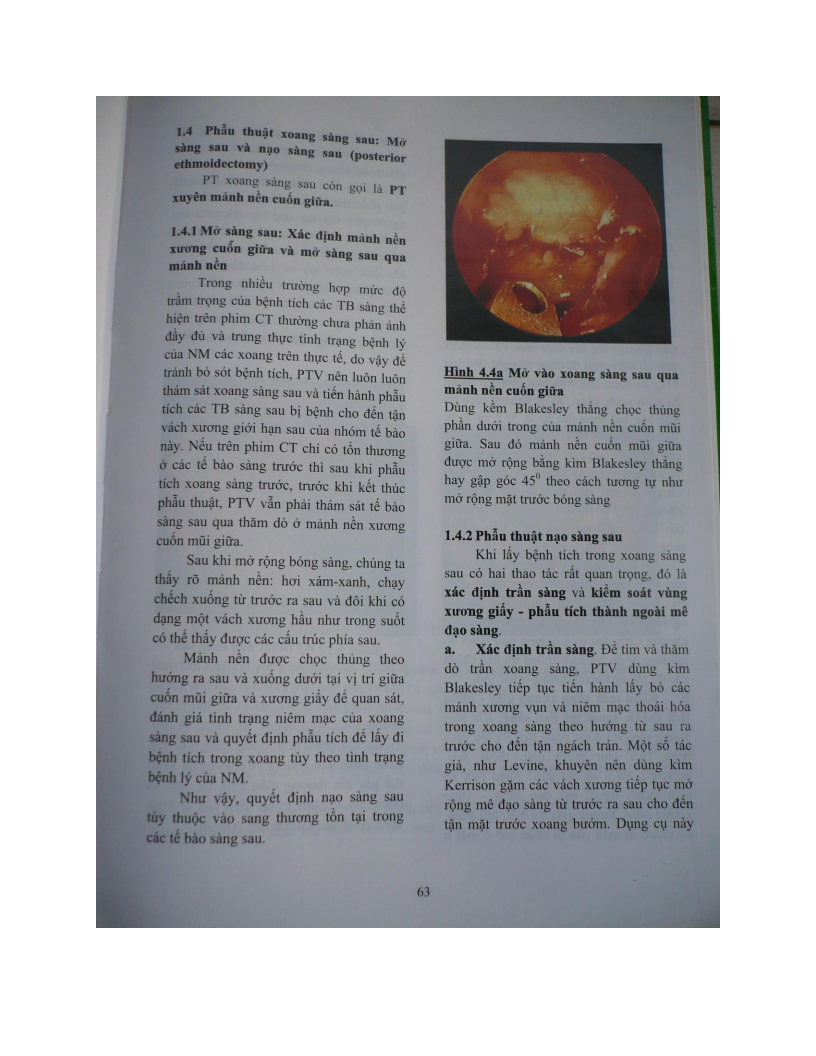 1.4 Phẫu thuật xoang sàng sau: Mở
sàng sau và nạo sàng sau (posterior
ethmoidectomy)
PT xoang sàng sau còn gọi là PT
xuyên mảnh nền cuốn giữa.
1.4.1 Mở sàng sau: Xác định mảnh nền
xương cuốn giữa và mở sàng sau qua
mảnh nền
Trong nhiều trường hợp mức độ
trầm trọng của bệnh tích các TB sàng thể
hiện trên phim CT thường chưa phản ánh
đầy đủ và trung thực tình trạng bệnh lý
của NM các xoang trên thực tế, do vậy để
tránh bỏ sót bệnh tích, PTV nên luôn luôn
thám sát xoang sàng sau và tiến hành phẫu
tích các TB sàng sau bị bệnh cho đến tận
vách xương giới hạn sau của nhóm tế bào
này. Nếu trên phim CT chỉ có tổn thương
ở các tế bào sàng trước thì sau khi phẫu
tích xoang sàng trước, trước khi kết thúc
phẫu thuật, PTV vẫn phải thám sát tế bào
sàng sau qua thăm dò ở mảnh nền xương
cuốn mũi giữa.
Sau khi mở rộng bóng sàng, chúng ta
thấy rõ mảnh nền: hơi xám-xanh, chạy
chếch xuống từ trước ra sau và đôi khi có
dạng một vách xương hầu như trong suốt
có thể thấy được các cấu trúc phía sau.
Mảnh nền được chọc thủng theo
hướng ra sau và xuống dưới tại vị trí giữa
cuốn mũi giữa và xương giấy để quan sát,
đánh giá tình trạng niêm mạc của xoang
sàng sau và quyết định phẫu tích để lấy đi
bệnh tích trong xoang tùy theo tình trạng
bệnh lý của NM.
Như vậy, quyết định nạo sàng sau
tùy thuộc vào sang thương tồn tại trong
các tế bào sàng sau.
Hình 4.4a Mở vào xoang sàng sau qua
mảnh nền cuốn giữa
Dùng kềm Blakesley thẳng chọc thủng
phần dưới trong của mảnh nền cuốn mũi
giữa. Sau đó mảnh nền cuốn mũi giữa
được mở rộng bằng kìm Blakesley thẳng
hay gập góc 45⁰ theo cách tương tự như
mở rộng mặt trước bóng sàng
1.4.2 Phẫu thuật nạo sàng sau
Khi lấy bệnh tích trong xoang sàng
sau có hai thao tác rất quan trọng, đó là
xác định trần sàng và kiểm soát vùng
xương giấy - phẫu tích thành ngoài mê
đạo sàng.
a. Xác định trần sàng. Để tìm và thăm
dò trần xoang sàng, PTV dùng kìm
Blakesley tiếp tục tiến hành lấy bỏ các
mảnh xương vụn và niêm mạc thoái hóa
trong xoang sàng theo hướng từ sau ra
trước cho đến tận ngách trán. Một số tác
giả, như Levine, khuyên nên dùng kìm
Kerrison gặm các vách xương tiếp tục mở
rộng mê đạo sàng từ trước ra sau cho đến
tận mặt trước xoang bướm. Dụng cụ này
63